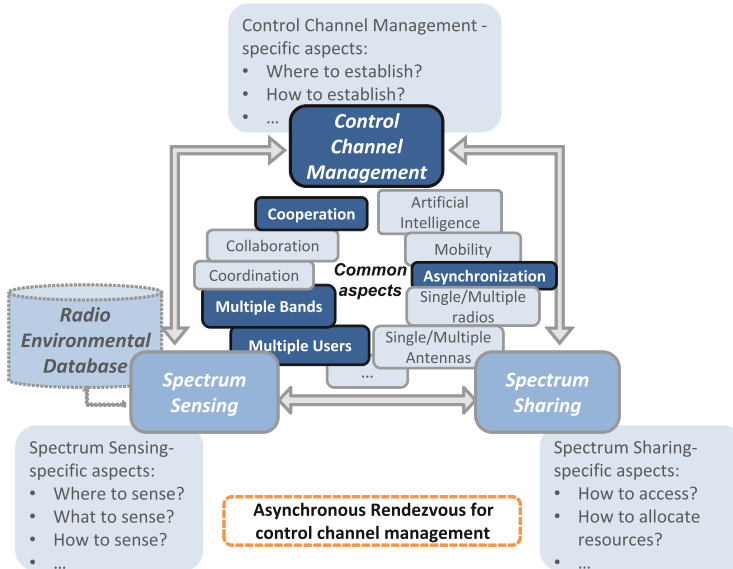 Control Channel Management -
specific aspects:
• Where to establish?
• How to establish?
• ...
Control
Channel
Management
Cooperation
Artificial
Intelligence
Collaboration
Mobility
Coordination
Common
aspects
Asynchronization
Multiple Bands
Single/Multiple
radios
Multiple Users
Single/Multiple
Antennas
...
Radio
Environmental
Database
Spectrum
Sensing
Spectrum
Sharing
Spectrum Sensing-
specific aspects:
• Where to sense?
• What to sense?
• How to sense?
• ...
Asynchronous Rendezvous for
control channel management
Spectrum Sharing-
specific aspects:
• How to access?
• How to allocate
resources?
• ...